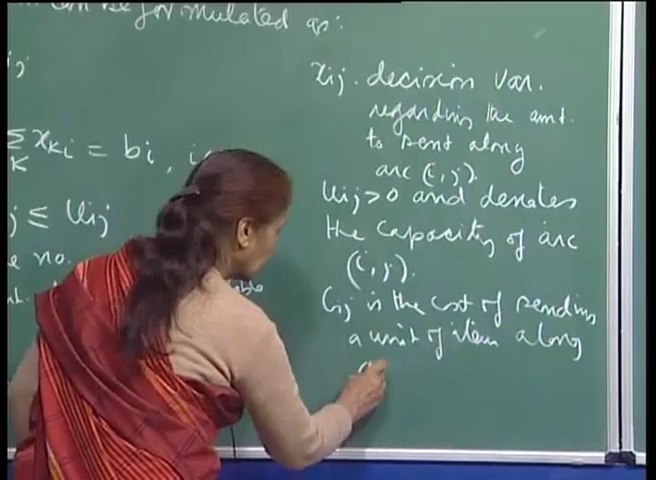 can be formulated as:
xij. decision var.
regarding the amt.
to sent along
arc (i,j).
∑K xKi = bi, i
j ≤ uij
uij>0 and denotes
the capacity of arc
(i,j).
e no.
Cij is the cost of sending
a unit of item along